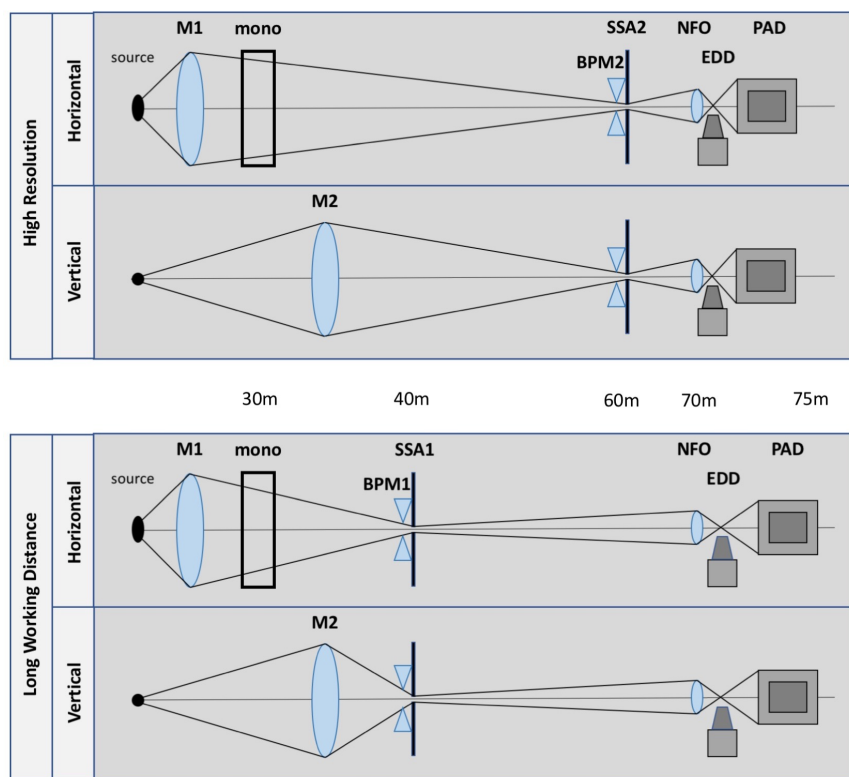 High Resolution
Horizontal
M1 mono SSA2 NFO PAD
source BPM2 EDD
Vertical
M2
30m 40m 60m 70m 75m
Long Working Distance
Horizontal
M1 mono SSA1 NFO PAD
source BPM1 EDD
Vertical
M2